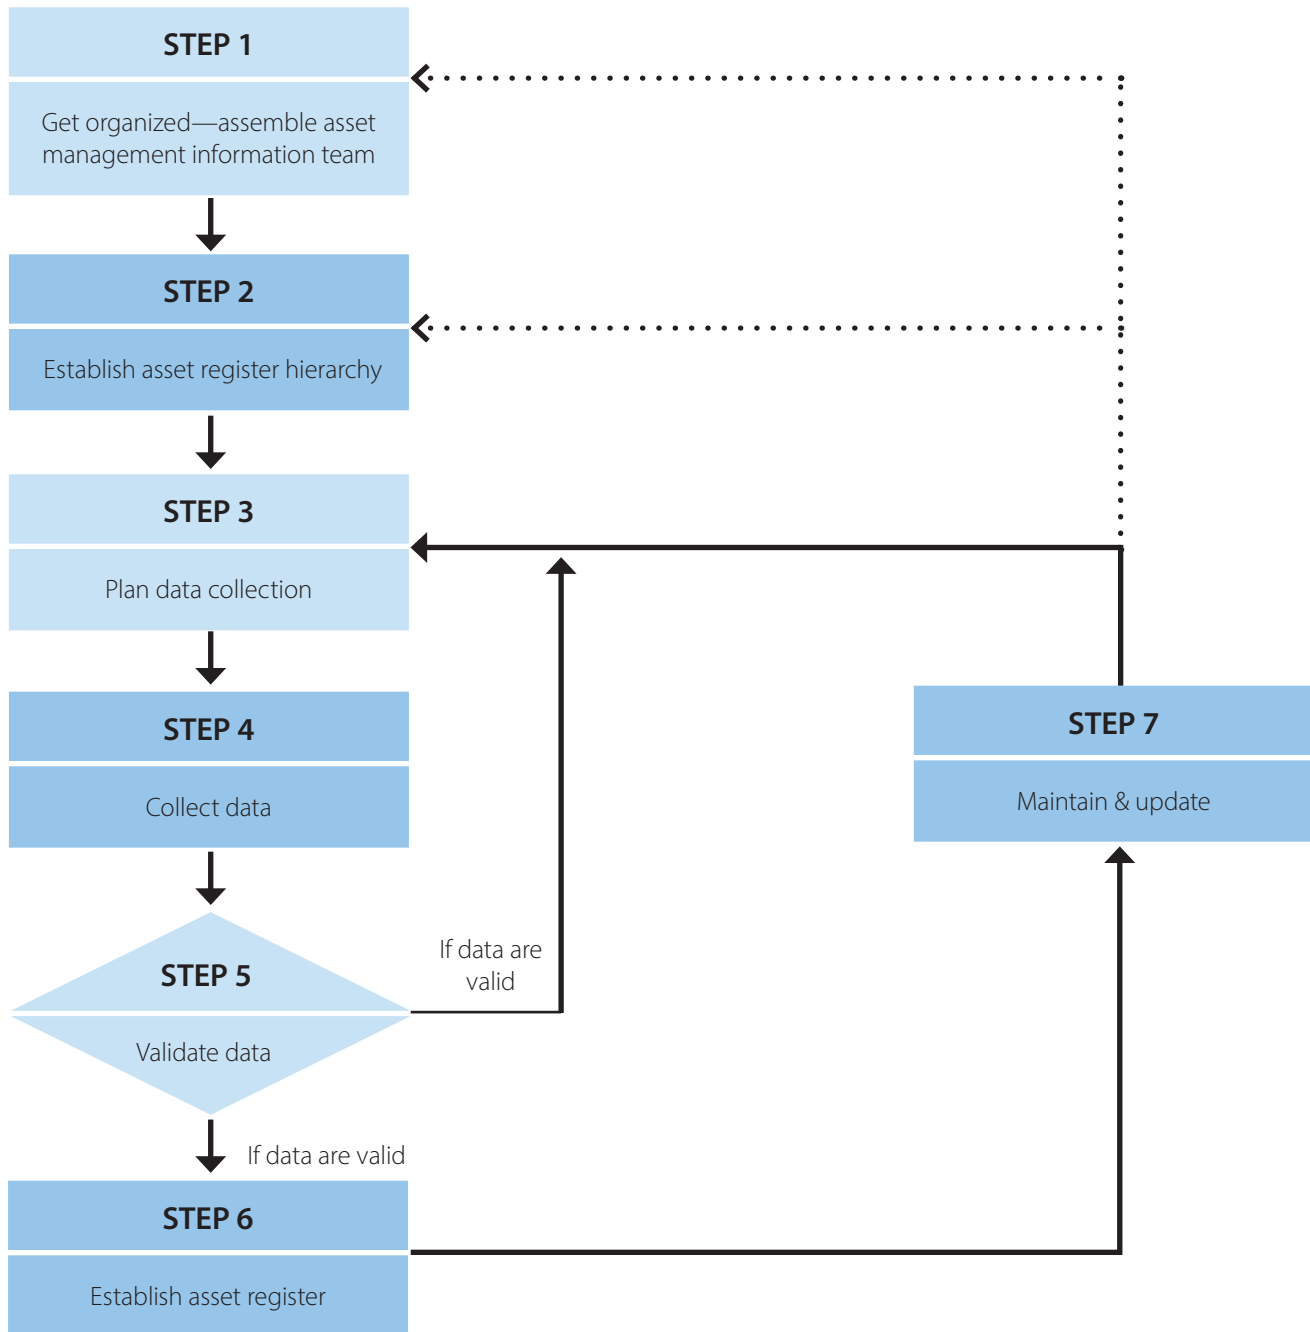 STEP 1
Get organized—assemble asset
management information team
STEP 2
Establish asset register hierarchy
STEP 3
Plan data collection
STEP 4
Collect data
STEP 7
Maintain & update
STEP 5
Validate data
If data are
valid
If data are valid
STEP 6
Establish asset register